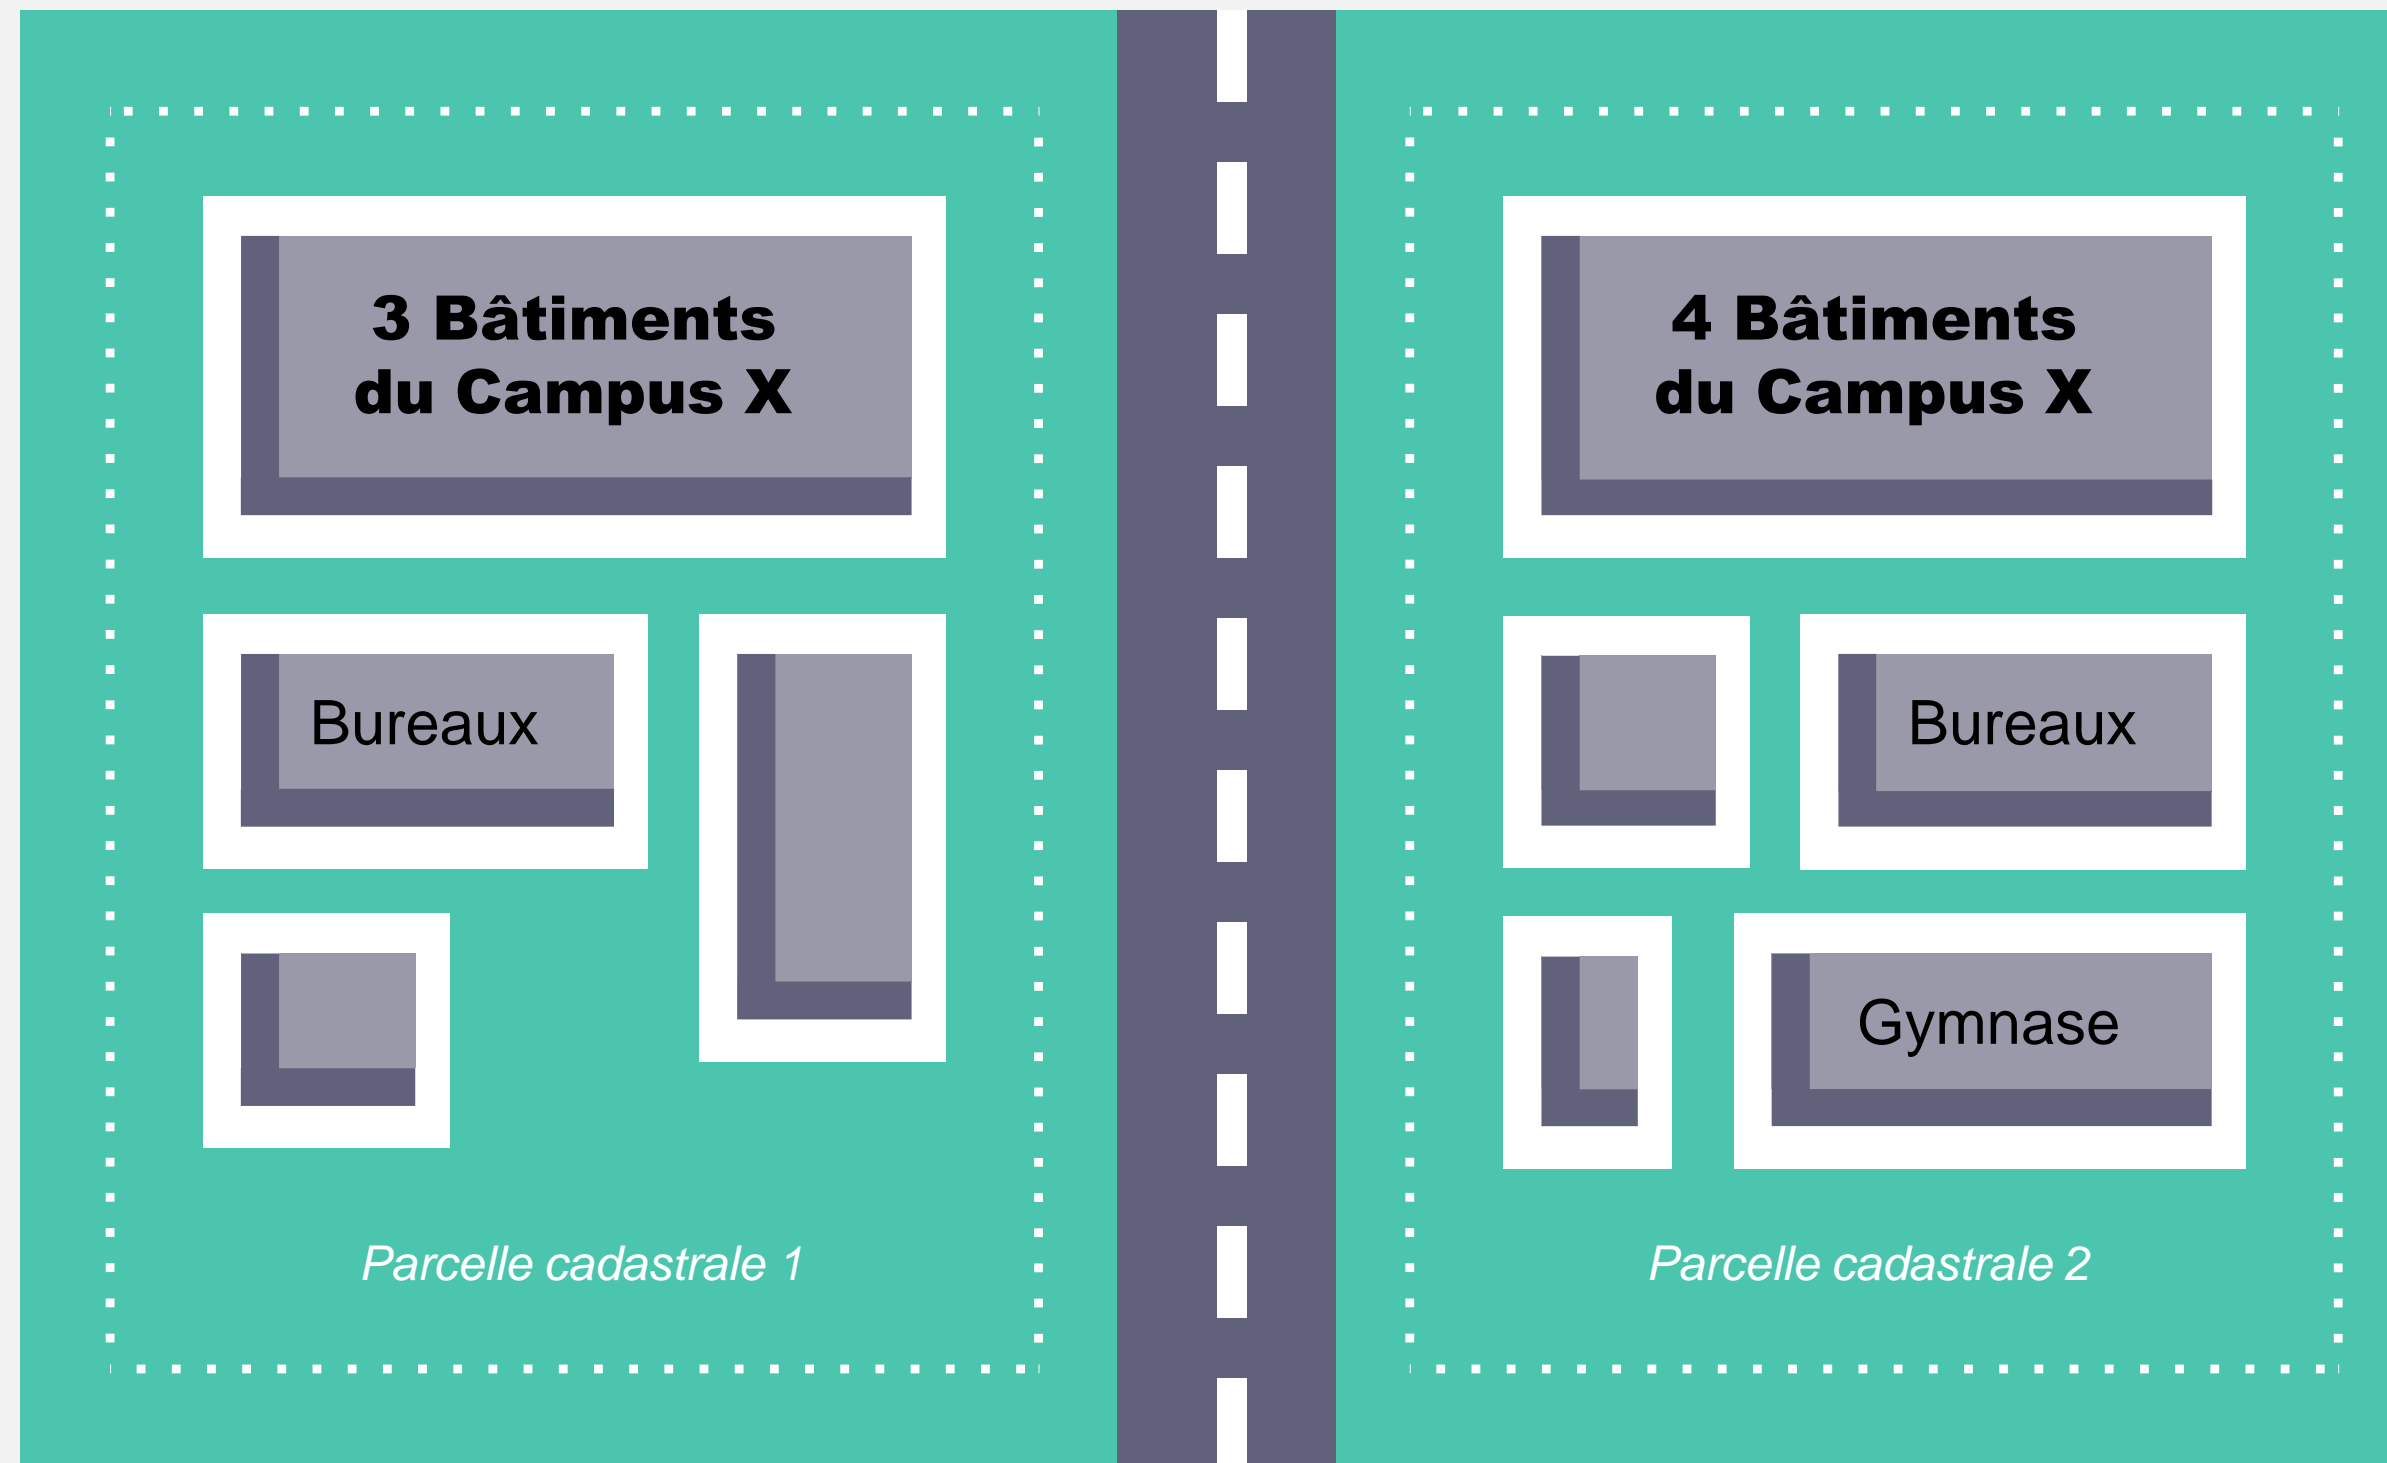 3 Bâtiments
du Campus X
Bureaux
Parcelle cadastrale 1
4 Bâtiments
du Campus X
Bureaux
Gymnase
Parcelle cadastrale 2